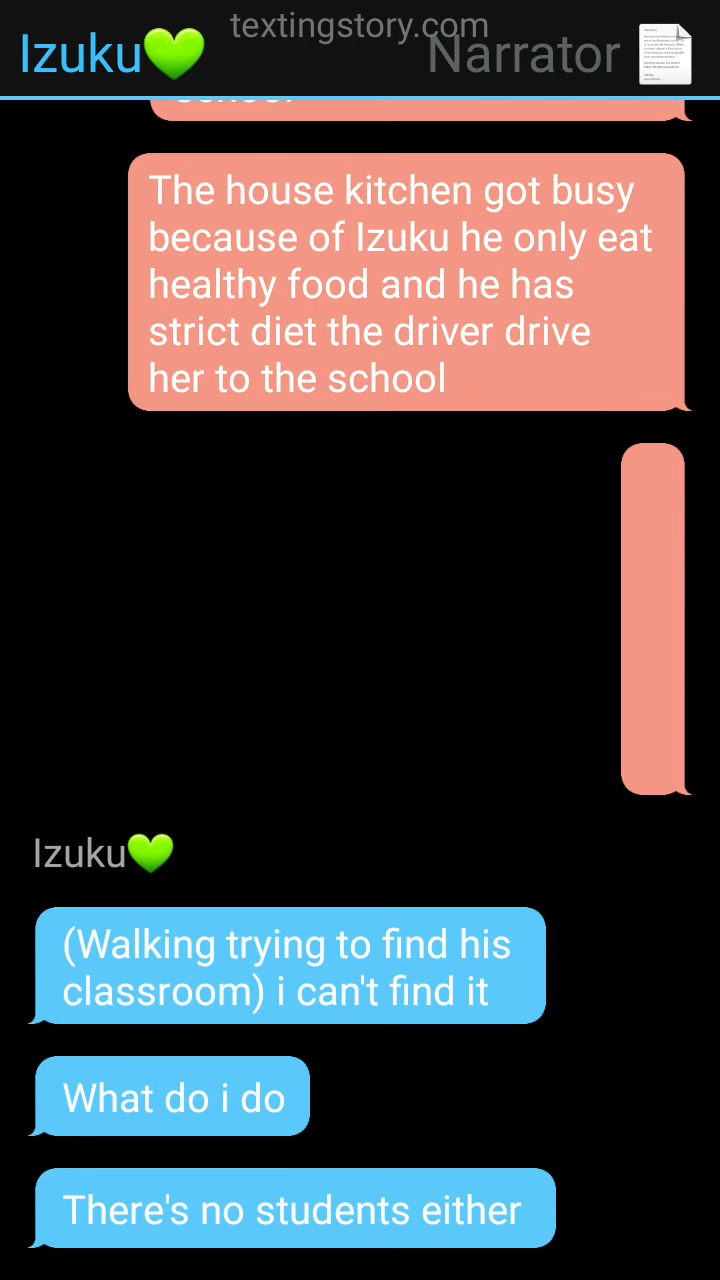 textingstory.com
Izuku💚
Narrator
The house kitchen got busy
because of Izuku he only eat
healthy food and he has
strict diet the driver drive
her to the school
Izuku💚
(Walking trying to find his
classroom) i can't find it
What do i do
There's no students either